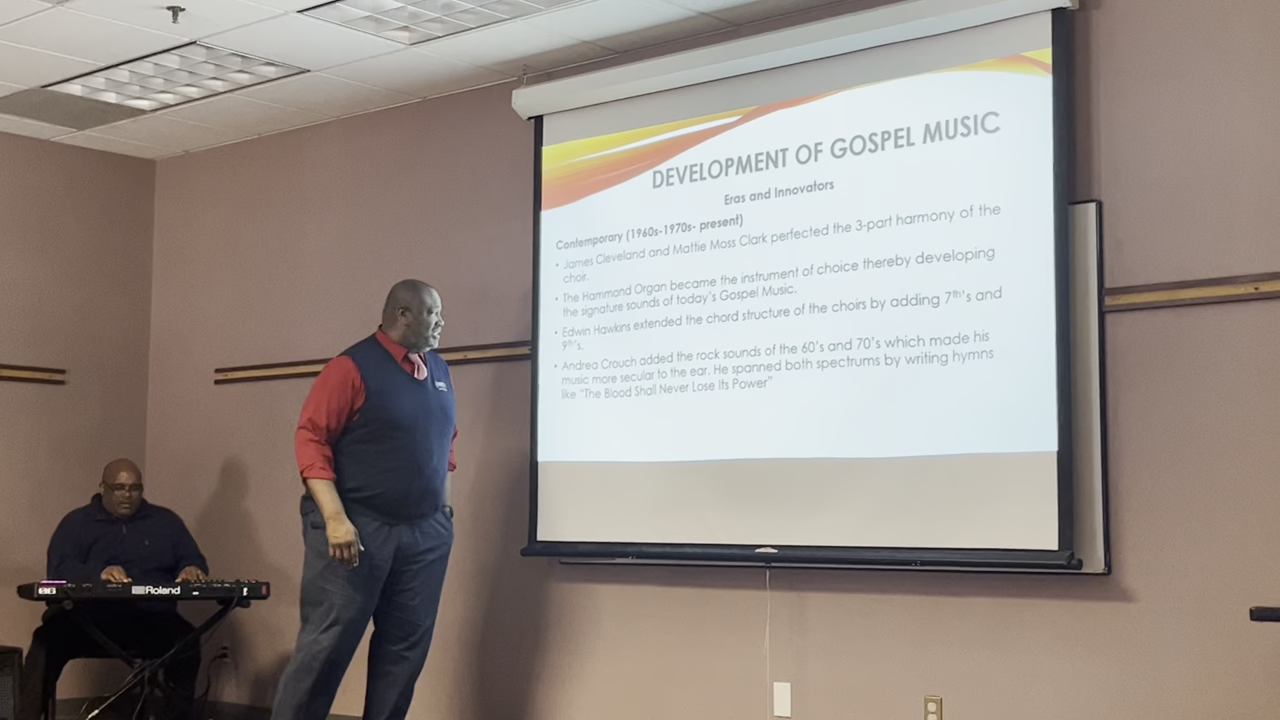 DEVELOPMENT OF GOSPEL MUSIC
Eras and Innovators
Contemporary (1960s-1970s- present)
• James Cleveland and Mattie Moss Clark perfected the 3-part harmony of the
choir.
• The Hammond Organ became the instrument of choice thereby developing
the signature sounds of today's Gospel Music.
• Edwin Hawkins extended the chord structure of the choirs by adding 7th's and
9th's.
• Andrea Crouch added the rock sounds of the 60's and 70's which made his
music more secular to the ear. He spanned both spectrums by writing hymns
like "The Blood Shall Never Lose Its Power"
Roland